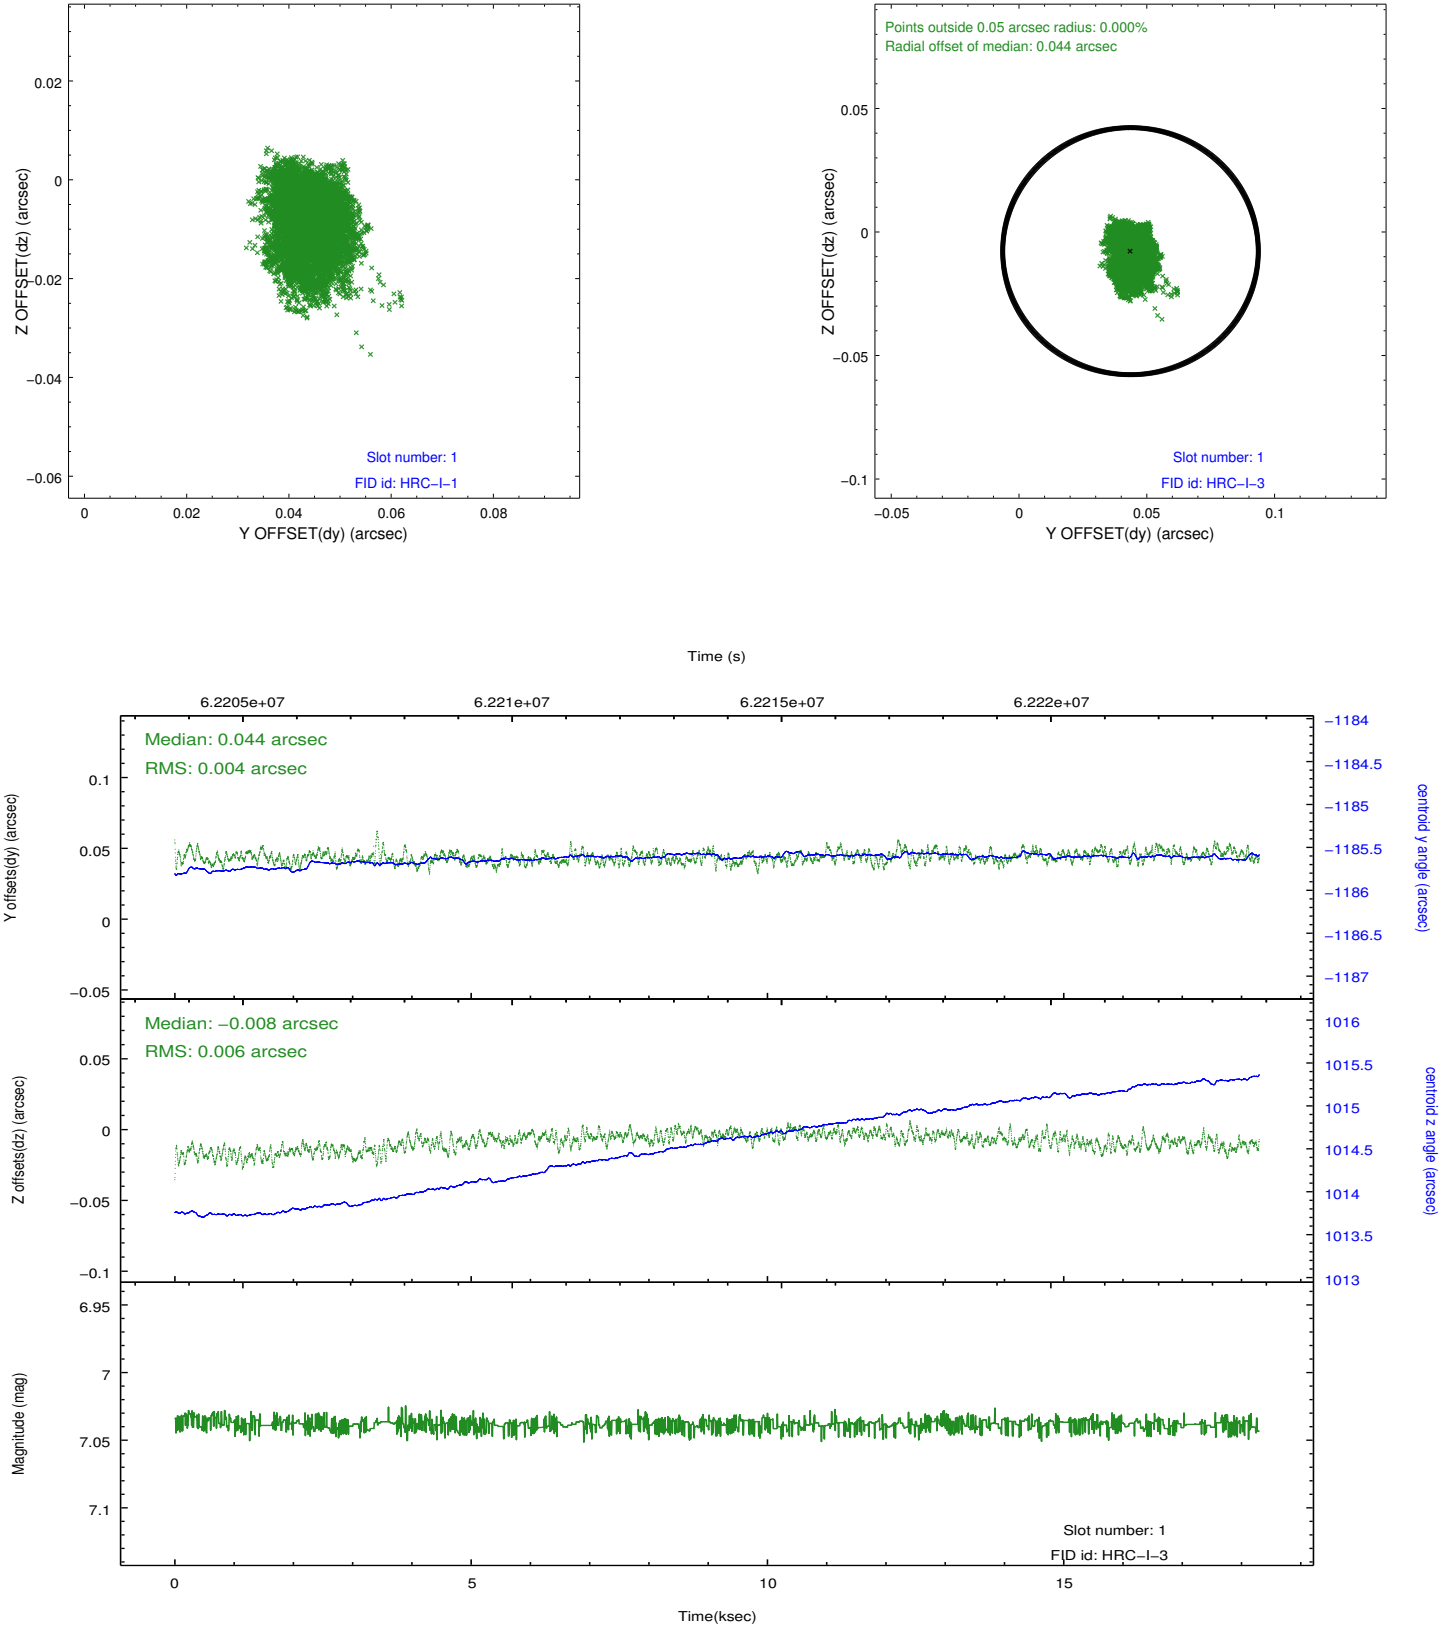 0.02
0
−0.02
−0.04
−0.06
Z OFFSET(dz) (arcsec)
Slot number: 1
FID id: HRC−I−1
0
0.02
0.04
0.06
0.08
Y OFFSET(dy) (arcsec)
Points outside 0.05 arcsec radius: 0.000%
Radial offset of median: 0.044 arcsec
0.05
0
−0.05
−0.1
Z OFFSET(dz) (arcsec)
Slot number: 1
FID id: HRC−I−3
−0.05
0
0.05
0.1
Y OFFSET(dy) (arcsec)
Time (s)
6.2205e+07
6.221e+07
6.2215e+07
6.222e+07
Median: 0.044 arcsec
RMS: 0.004 arcsec
0.1
0.05
0
−0.05
Y offsets(dy) (arcsec)
−1184
−1184.5
−1185
−1185.5
−1186
−1186.5
−1187
centroid y angle (arcsec)
Median: −0.008 arcsec
RMS: 0.006 arcsec
0.05
0
−0.05
−0.1
Z offsets(dz) (arcsec)
1016
1015.5
1015
1014.5
1014
1013.5
1013
centroid z angle (arcsec)
6.95
7
7.05
7.1
Magnitude (mag)
Slot number: 1
FID id: HRC−I−3
0
5
10
15
Time(ksec)